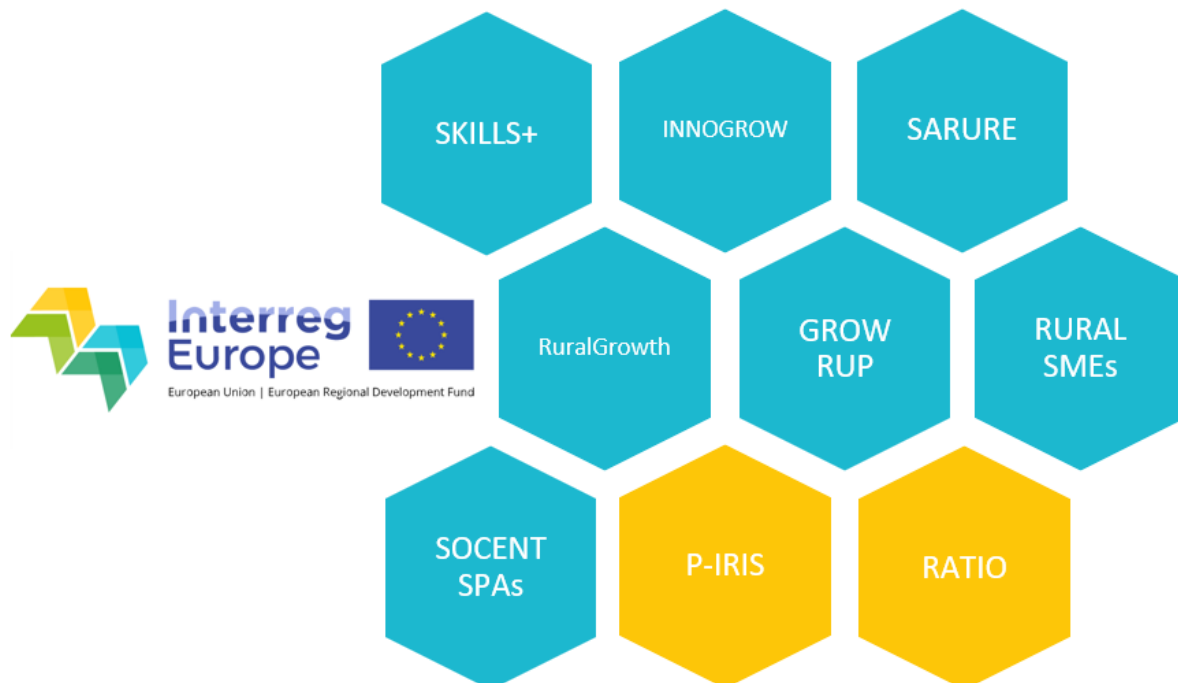 SKILLS+
INNOGROW
SARURE
Interreg
Europe
European Union | European Regional Development Fund
RuralGrowth
GROW
RUP
RURAL
SMEs
SOCENT
SPAs
P-IRIS
RATIO